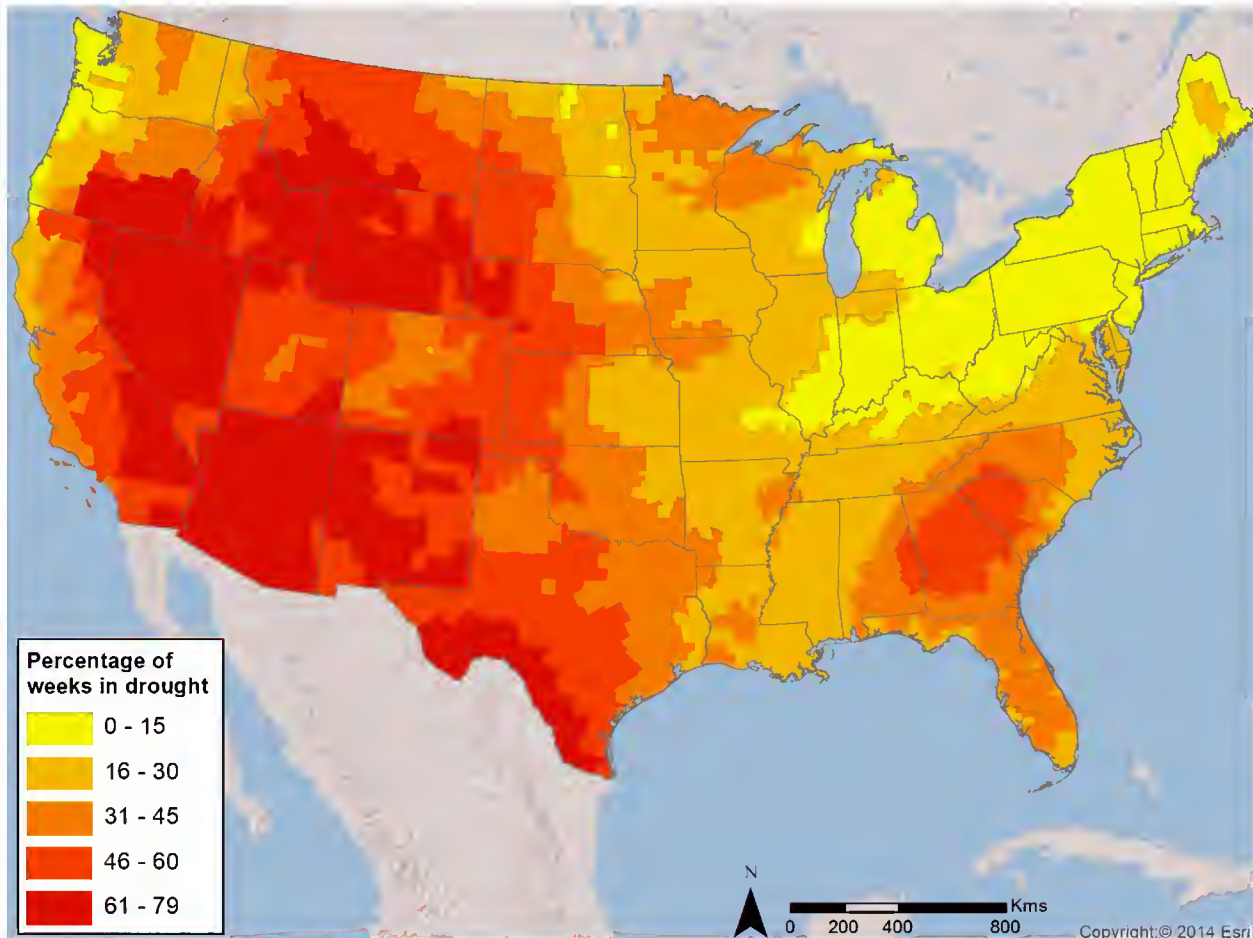 Percentage of
weeks in drought
0 - 15
16 - 30
31 - 45
46 - 60
61 - 79
N
Kms
0 200 400 800
Copyright:© 2014 Esri